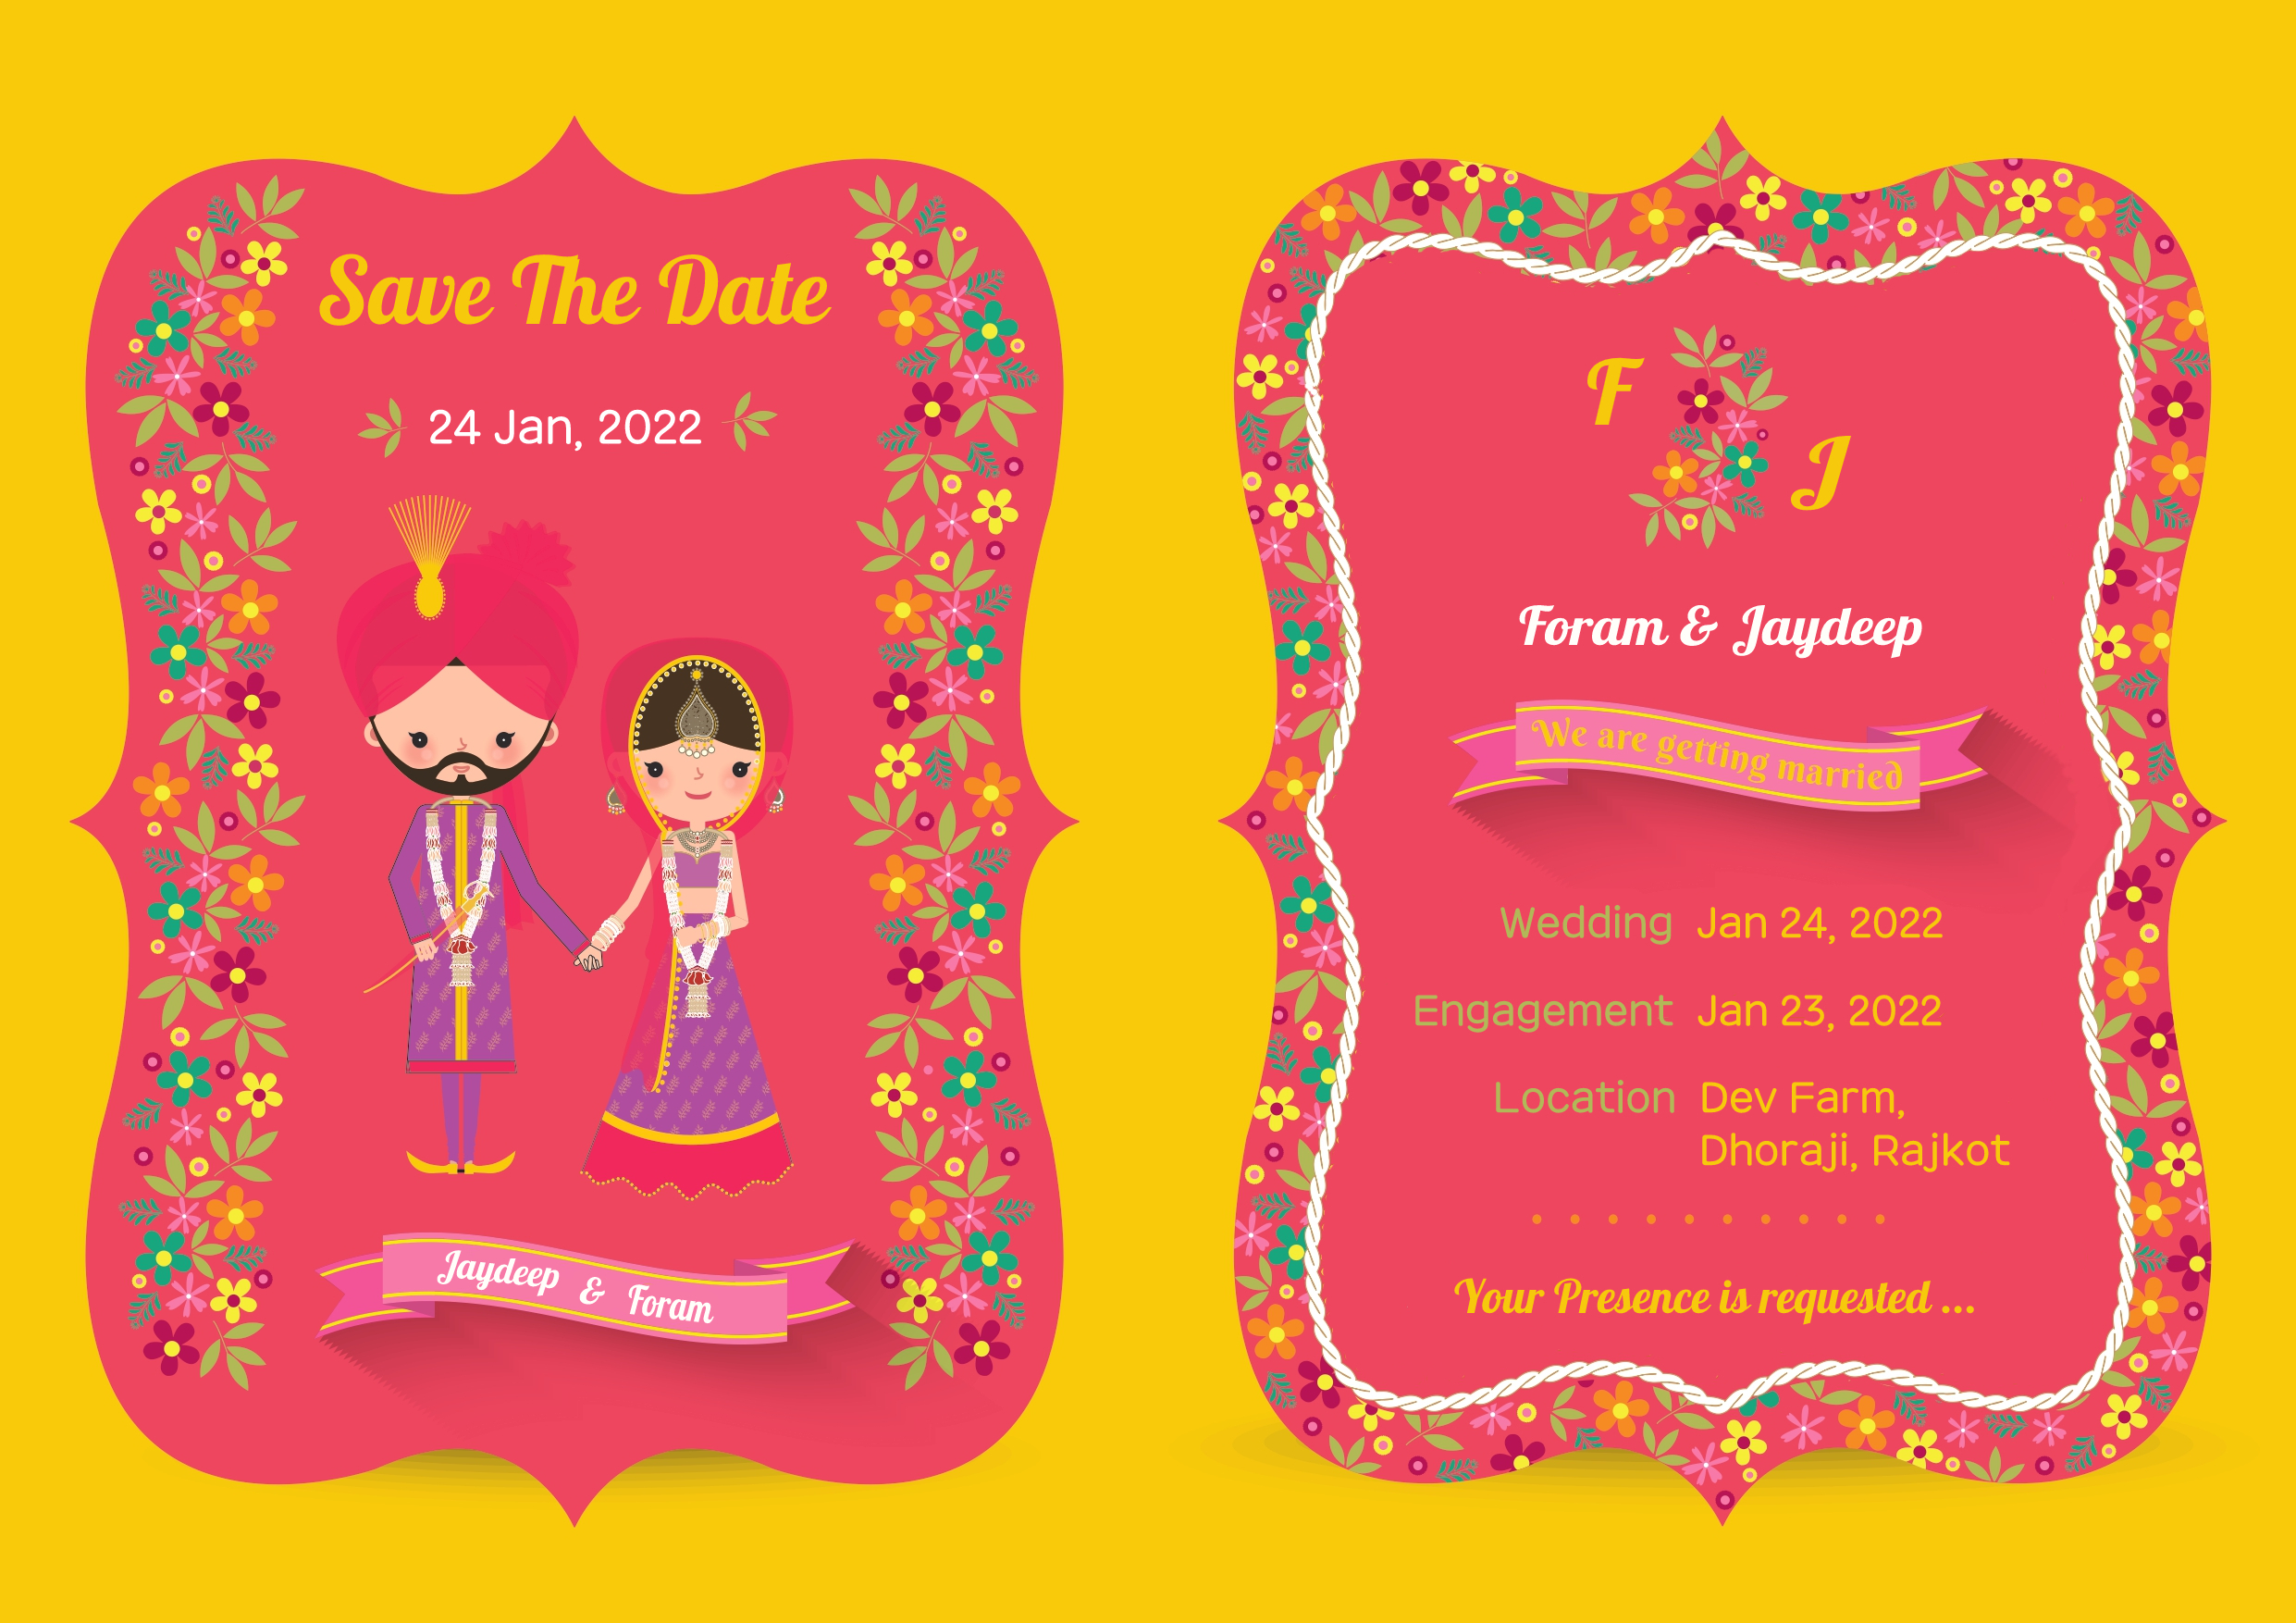 Save The Date
24 Jan, 2022
Jaydeep & Foram
F
J
Foram & Jaydeep
We are getting married
Wedding Jan 24, 2022
Engagement Jan 23, 2022
Location Dev Farm,
Dhoraji, Rajkot
Your Presence is requested ...